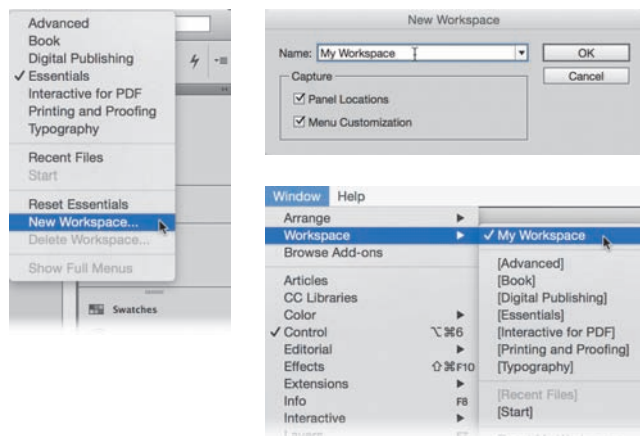 Advanced
Book
Digital Publishing
✓ Essentials
Interactive for PDF
Printing and Proofing
Typography
Recent Files
Start
Reset Essentials
New Workspace...
Delete Workspace...
Show Full Menus
Swatches
New Workspace
Name: My Workspace
OK
Capture
Cancel
Panel Locations
Menu Customization
Window Help
Arrange
Workspace
Browse Add-ons
Articles
CC Libraries
Color
✓ Control ⌥⌘6
Editorial
Effects ⇧⌘F10
Extensions
Info F8
Interactive
✓ My Workspace
[Advanced]
[Book]
[Digital Publishing]
[Essentials]
[Interactive for PDF]
[Printing and Proofing]
[Typography]
[Recent Files]
[Start]